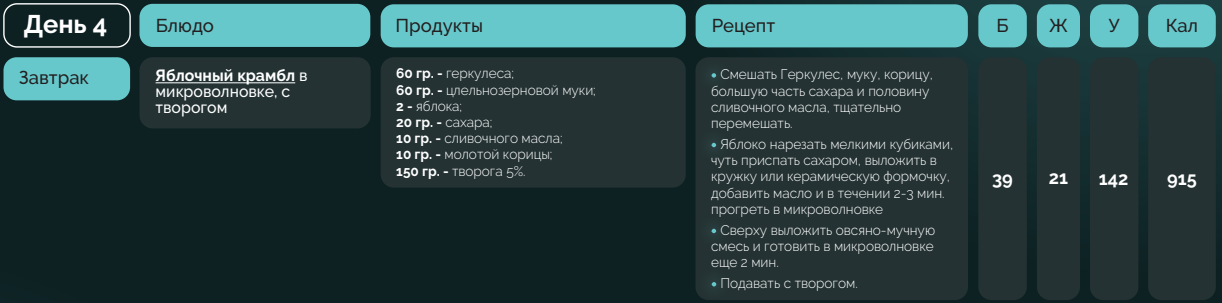 День 4
Блюдо
Продукты
Рецепт
Б
Ж
У
Кал
Завтрак
Яблочный крамбл в
микроволновке, с
творогом
60 гр. - геркулеса;
60 гр. - цлельнозерновой муки;
2 - яблока;
20 гр. - сахара;
10 гр. - сливочного масла;
10 гр. - молотой корицы;
150 гр. - творога 5%.
• Смешать Геркулес, муку, корицу,
большую часть сахара и половину
сливочного масла, тщательно
перемешать.
• Яблоко нарезать мелкими кубиками,
чуть приспать сахаром, выложить в
кружку или керамическую формочку,
добавить масло и в течении 2-3 мин.
прогреть в микроволновке
• Сверху выложить овсяно-мучную
смесь и готовить в микроволновке
еще 2 мин.
• Подавать с творогом.
39
21
142
915